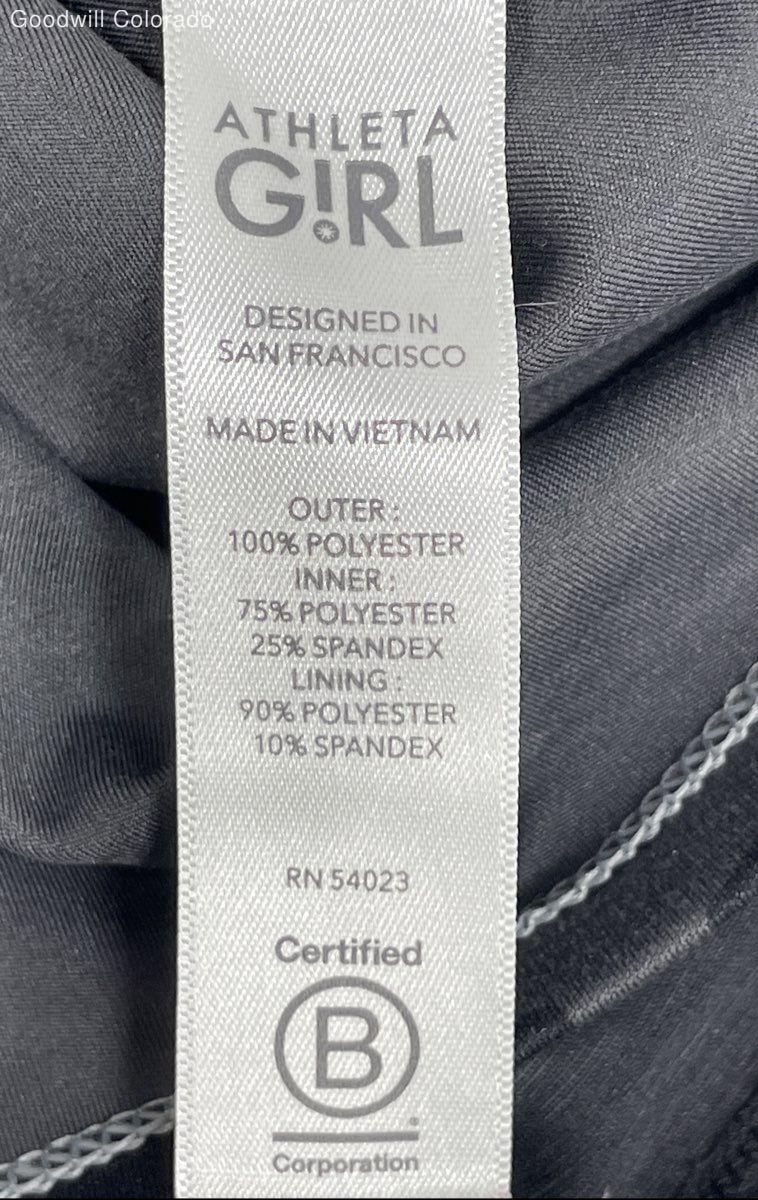 Goodwill Colorado
ATHLETA
G!RL
DESIGNED IN
SAN FRANCISCO
MADE IN VIETNAM
OUTER :
100% POLYESTER
INNER :
75% POLYESTER
25% SPANDEX
LINING :
90% POLYESTER
10% SPANDEX
RN 54023
Certified
B
®
Corporation